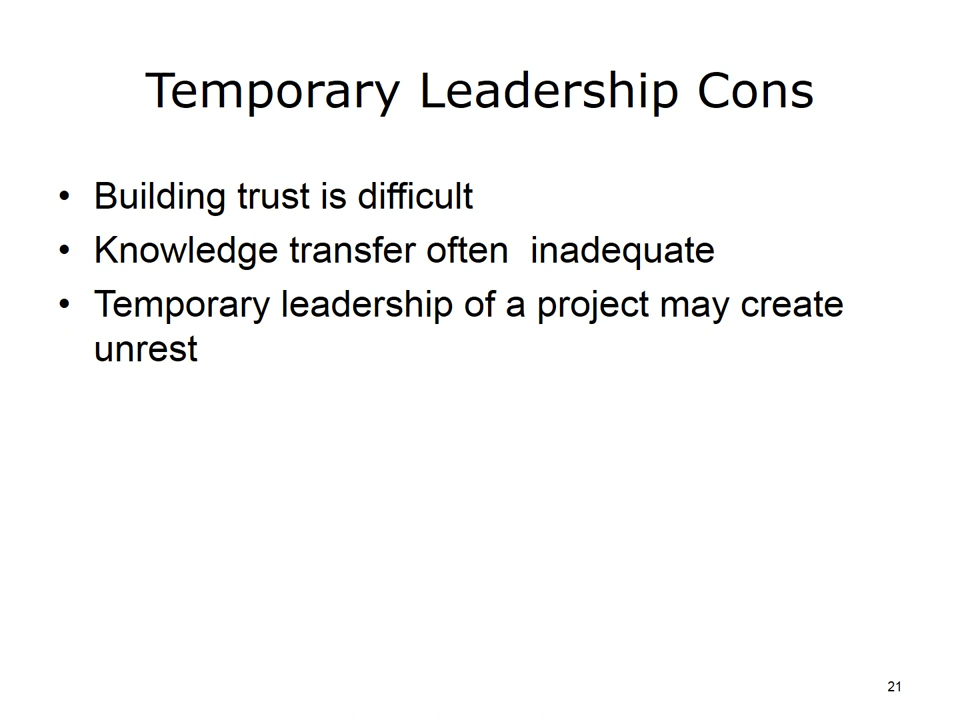 Temporary Leadership Cons
• Building trust is difficult
• Knowledge transfer often  inadequate
• Temporary leadership of a project may create
unrest
21